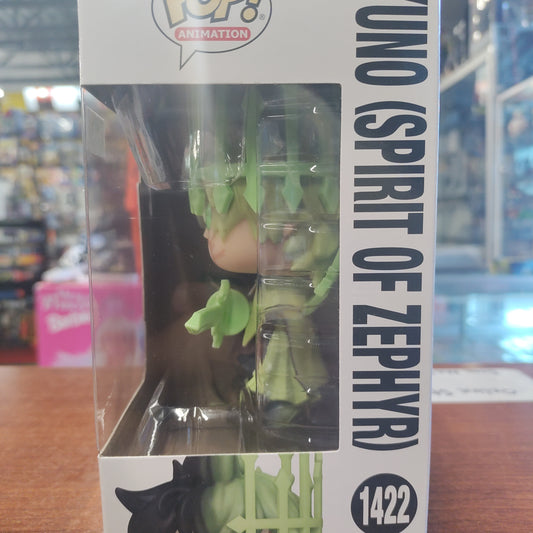 POP!
®
ANIMATION
YUNO (SPIRIT OF ZEPHYR)
1422